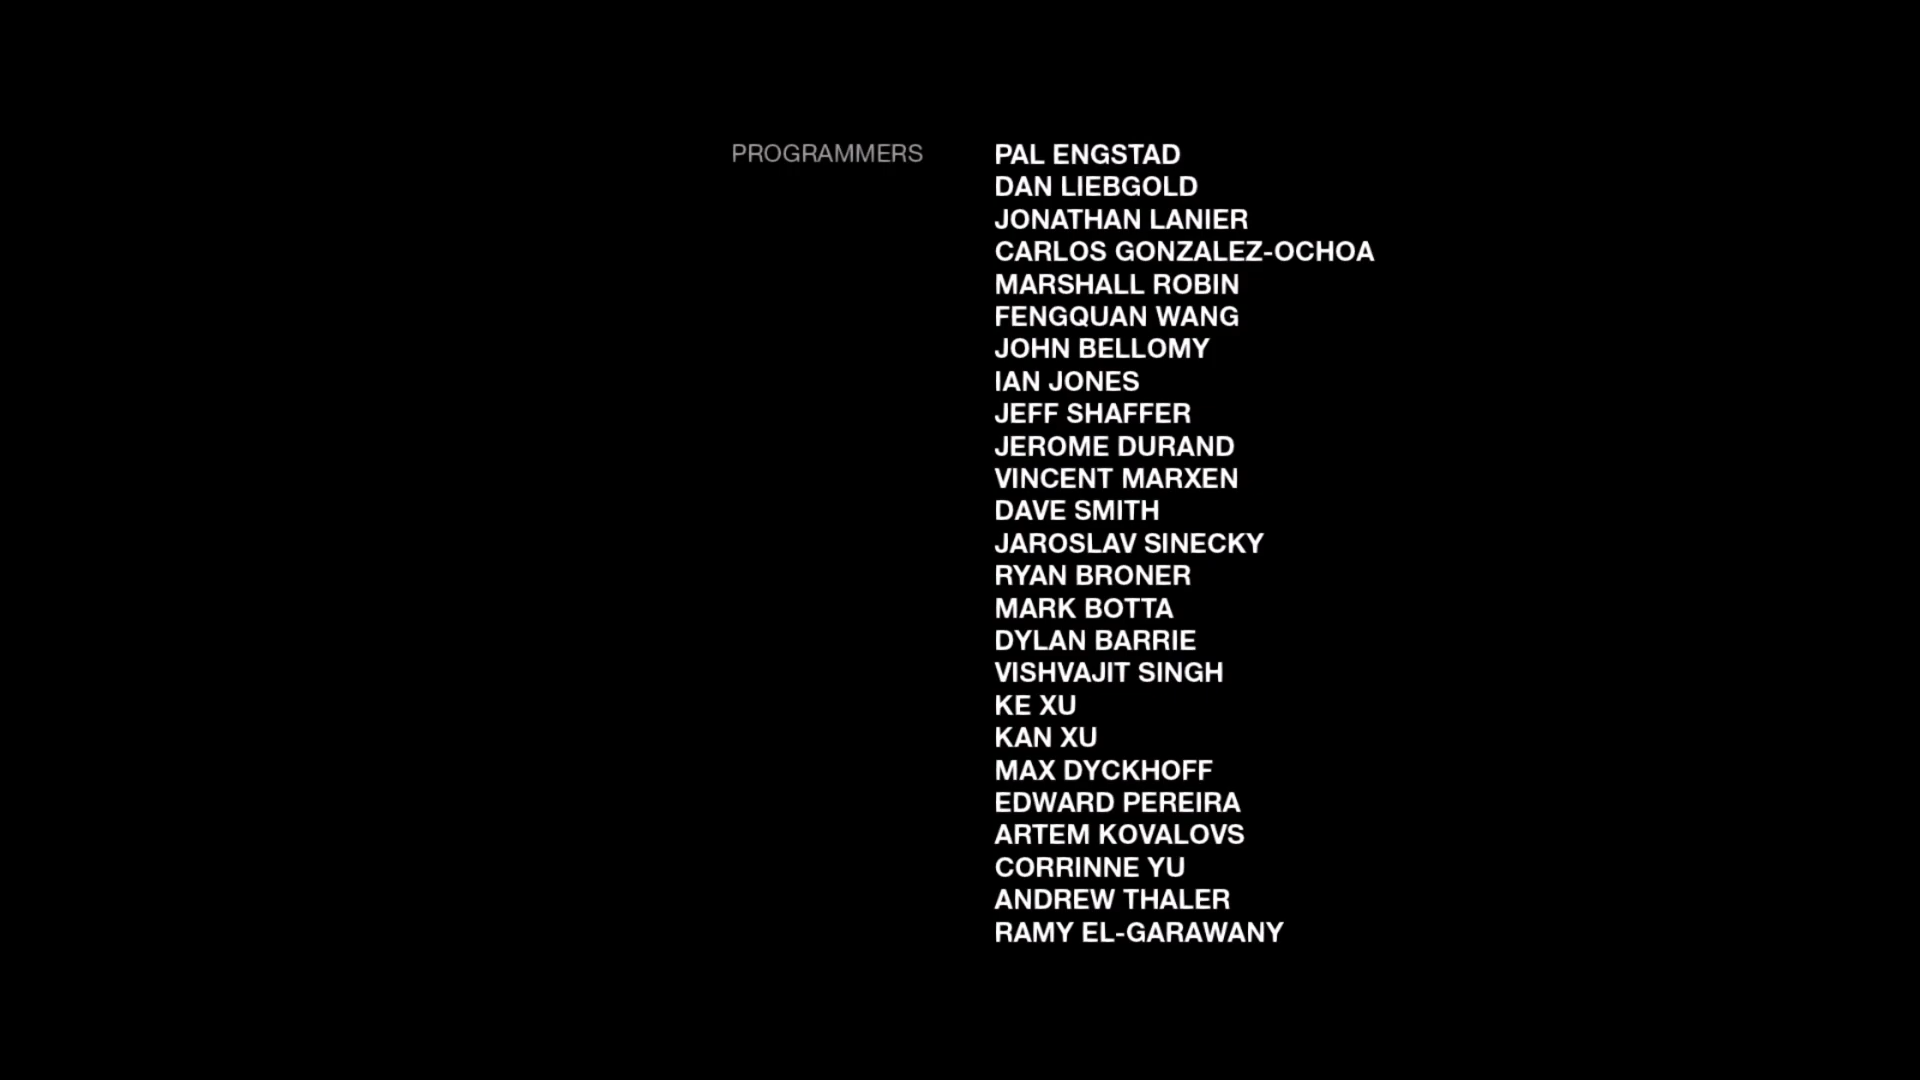 PROGRAMMERS PAL ENGSTAD
DAN LIEBGOLD
JONATHAN LANIER
CARLOS GONZALEZ-OCHOA
MARSHALL ROBIN
FENGQUAN WANG
JOHN BELLOMY
IAN JONES
JEFF SHAFFER
JEROME DURAND
VINCENT MARXEN
DAVE SMITH
JAROSLAV SINECKY
RYAN BRONER
MARK BOTTA
DYLAN BARRIE
VISHVAJIT SINGH
KE XU
KAN XU
MAX DYCKHOFF
EDWARD PEREIRA
ARTEM KOVALOVS
CORRINNE YU
ANDREW THALER
RAMY EL-GARAWANY